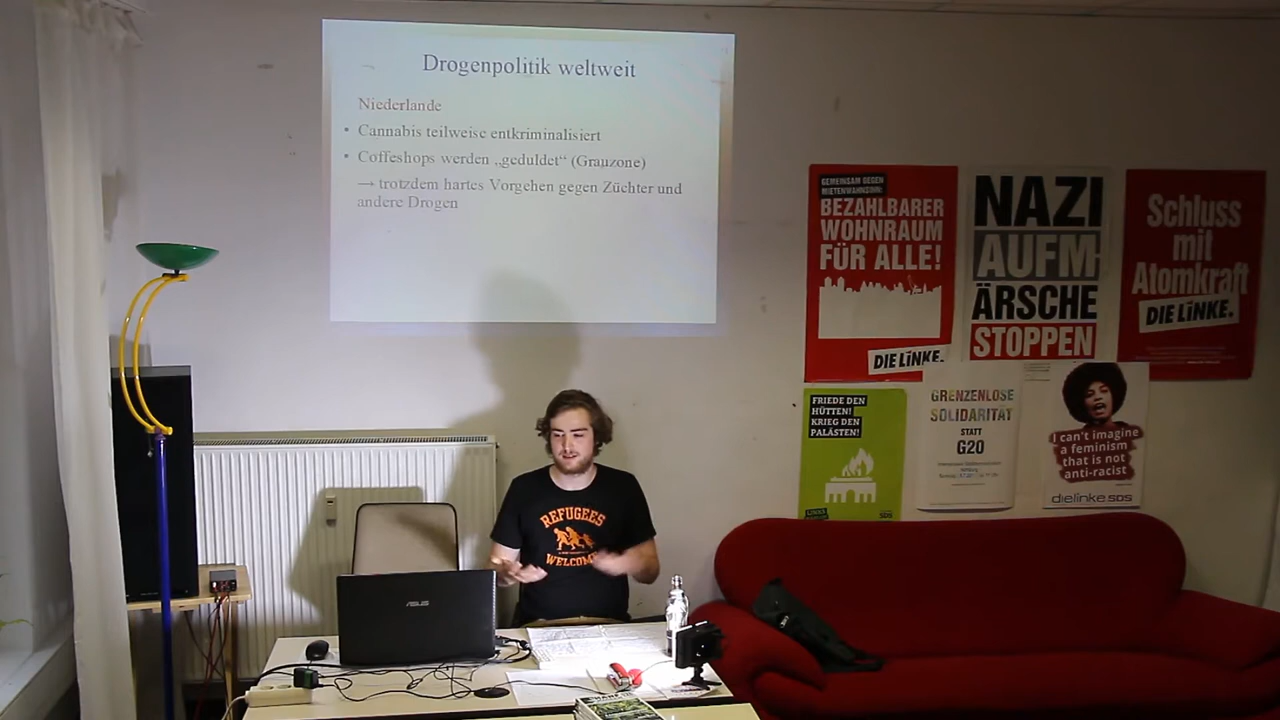 Drogenpolitik weltweit
Niederlande
• Cannabis teilweise entkriminalisiert
• Coffeshops werden „geduldet“ (Grauzone)
→ trotzdem hartes Vorgehen gegen Züchter und
andere Drogen
GEMEINSAM GEGEN
MIETENWAHNSINN:
BEZAHLBARER
WOHNRAUM
FÜR ALLE!
DIE LINKE.
NAZI
AUFM
ÄRSCHE
STOPPEN
Schluss
mit
Atomkraft
DIE LINKE.
FRIEDE DEN
HÜTTEN!
KRIEG DEN
PALÄSTEN!
SDS
GRENZENLOSE
SOLIDARITÄT
STATT
G20
I can't imagine
a feminism
that is not
anti-racist
dielinke.sds
REFUGEES
WELCOME
ASUS